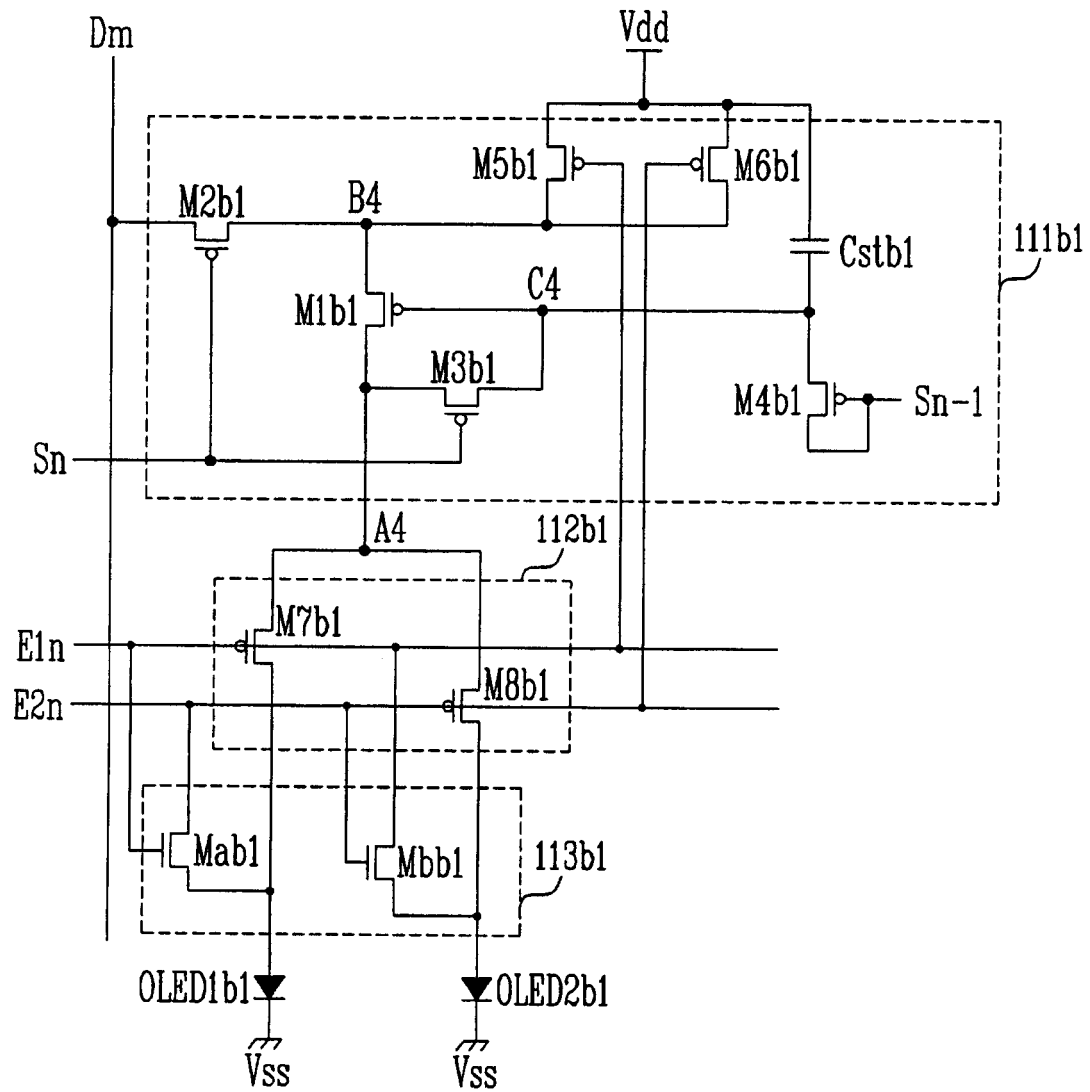 Dm
Vdd
M5b1
M6b1
M2b1
B4
Cstb1
111b1
C4
M1b1
M3b1
M4b1
Sn-1
Sn
A4
112b1
M7b1
E1n
M8b1
E2n
Mab1
Mbb1
113b1
OLED1b1
OLED2b1
Vss
Vss